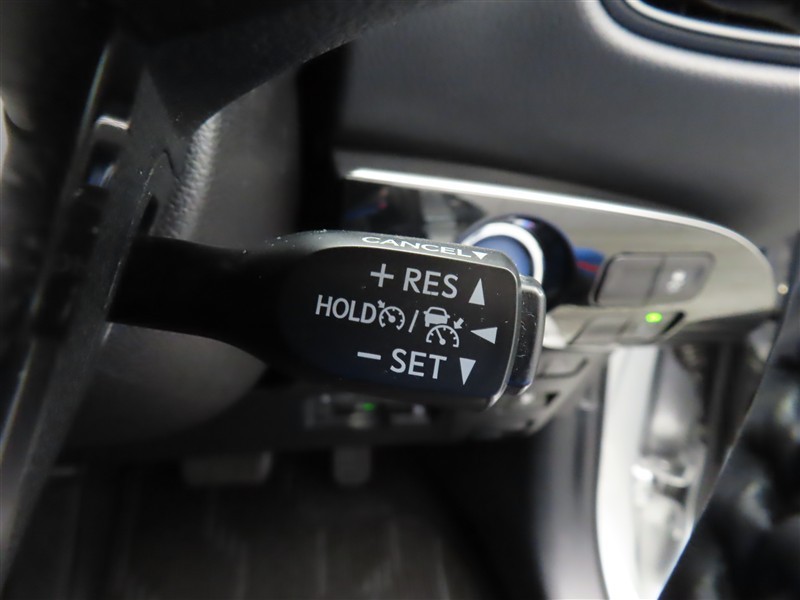 CANCEL▼
+ RES ▲
HOLD / ◀
− SET ▼